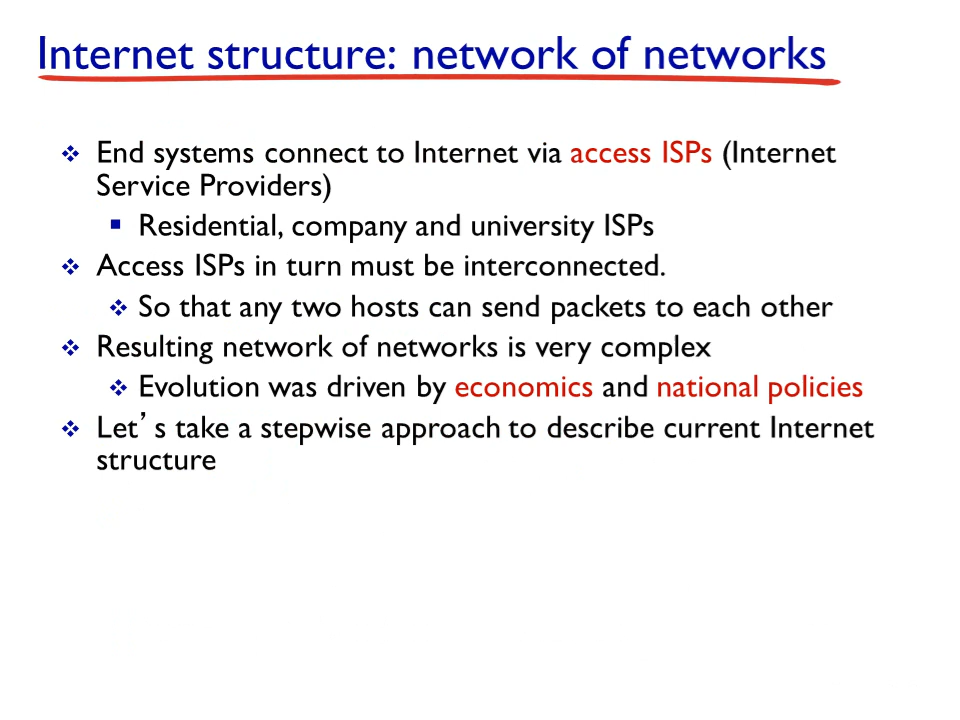 Internet structure: network of networks
End systems connect to Internet via access ISPs (Internet
Service Providers)
Residential, company and university ISPs
Access ISPs in turn must be interconnected.
So that any two hosts can send packets to each other
Resulting network of networks is very complex
Evolution was driven by economics and national policies
Let’s take a stepwise approach to describe current Internet
structure